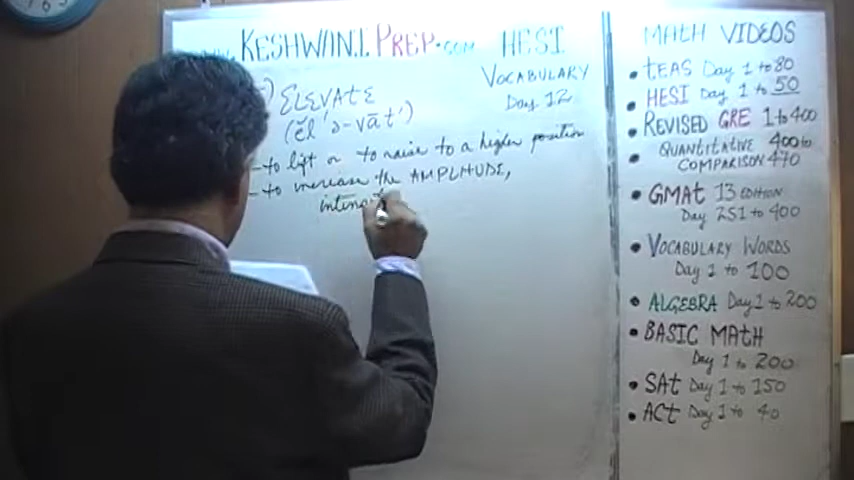 KESHWANI PREP.COM HESI
VOCABULARY
Day 12
ELEVATE
(ĕl'ə-vāt')
-to lift or to raise to a higher position
-to increase the AMPLITUDE,
MATH VIDEOS
TEAS Day 1 to 80
HESI Day 1 to 50
REVISED GRE 1 to 400
QUANTITATIVE 400 to
COMPARISON 470
GMAT 13 EDITION
Day 251 to 400
VOCABULARY WORDS
Day 1 to 100
ALGEBRA Day 1 to 200
BASIC MATH
Day 1 to 200
SAT Day 1 to 150
ACT Day 1 to 40